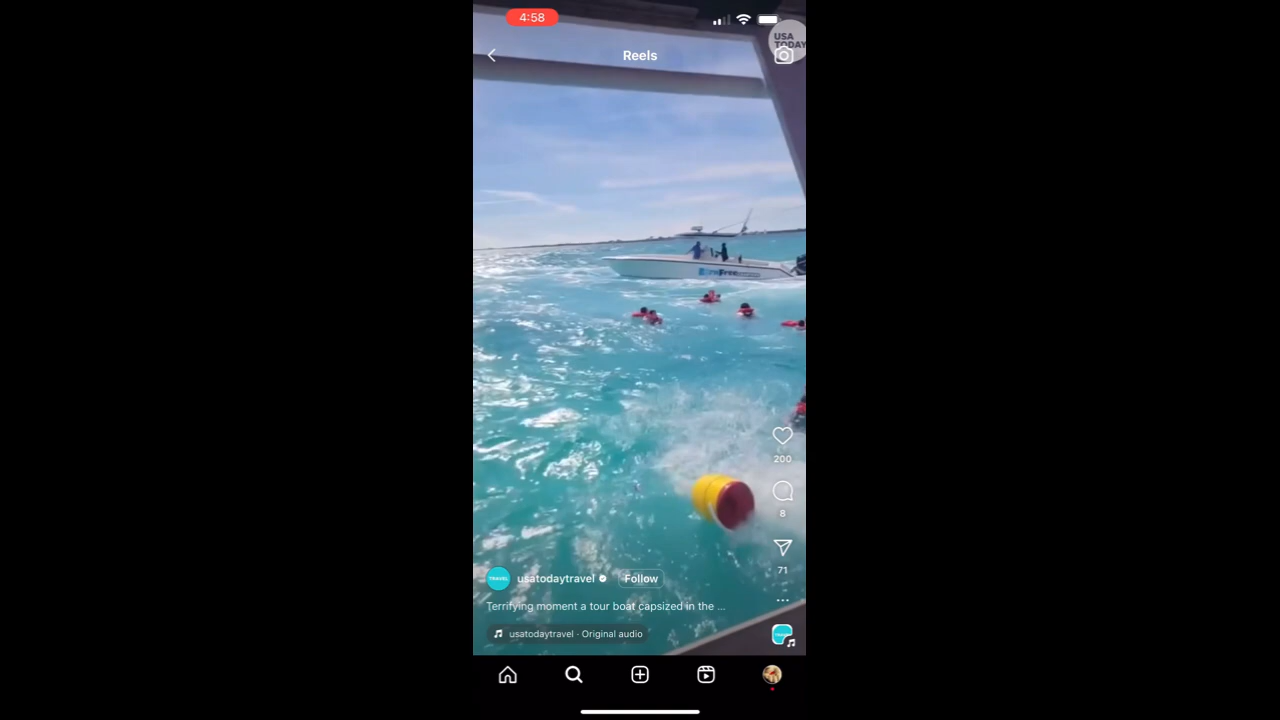 4:58
USA
TODAY
Reels
200
8
usatodaytravel
Follow
71
Terrifying moment a tour boat capsized in the ...
usatodaytravel · Original audio